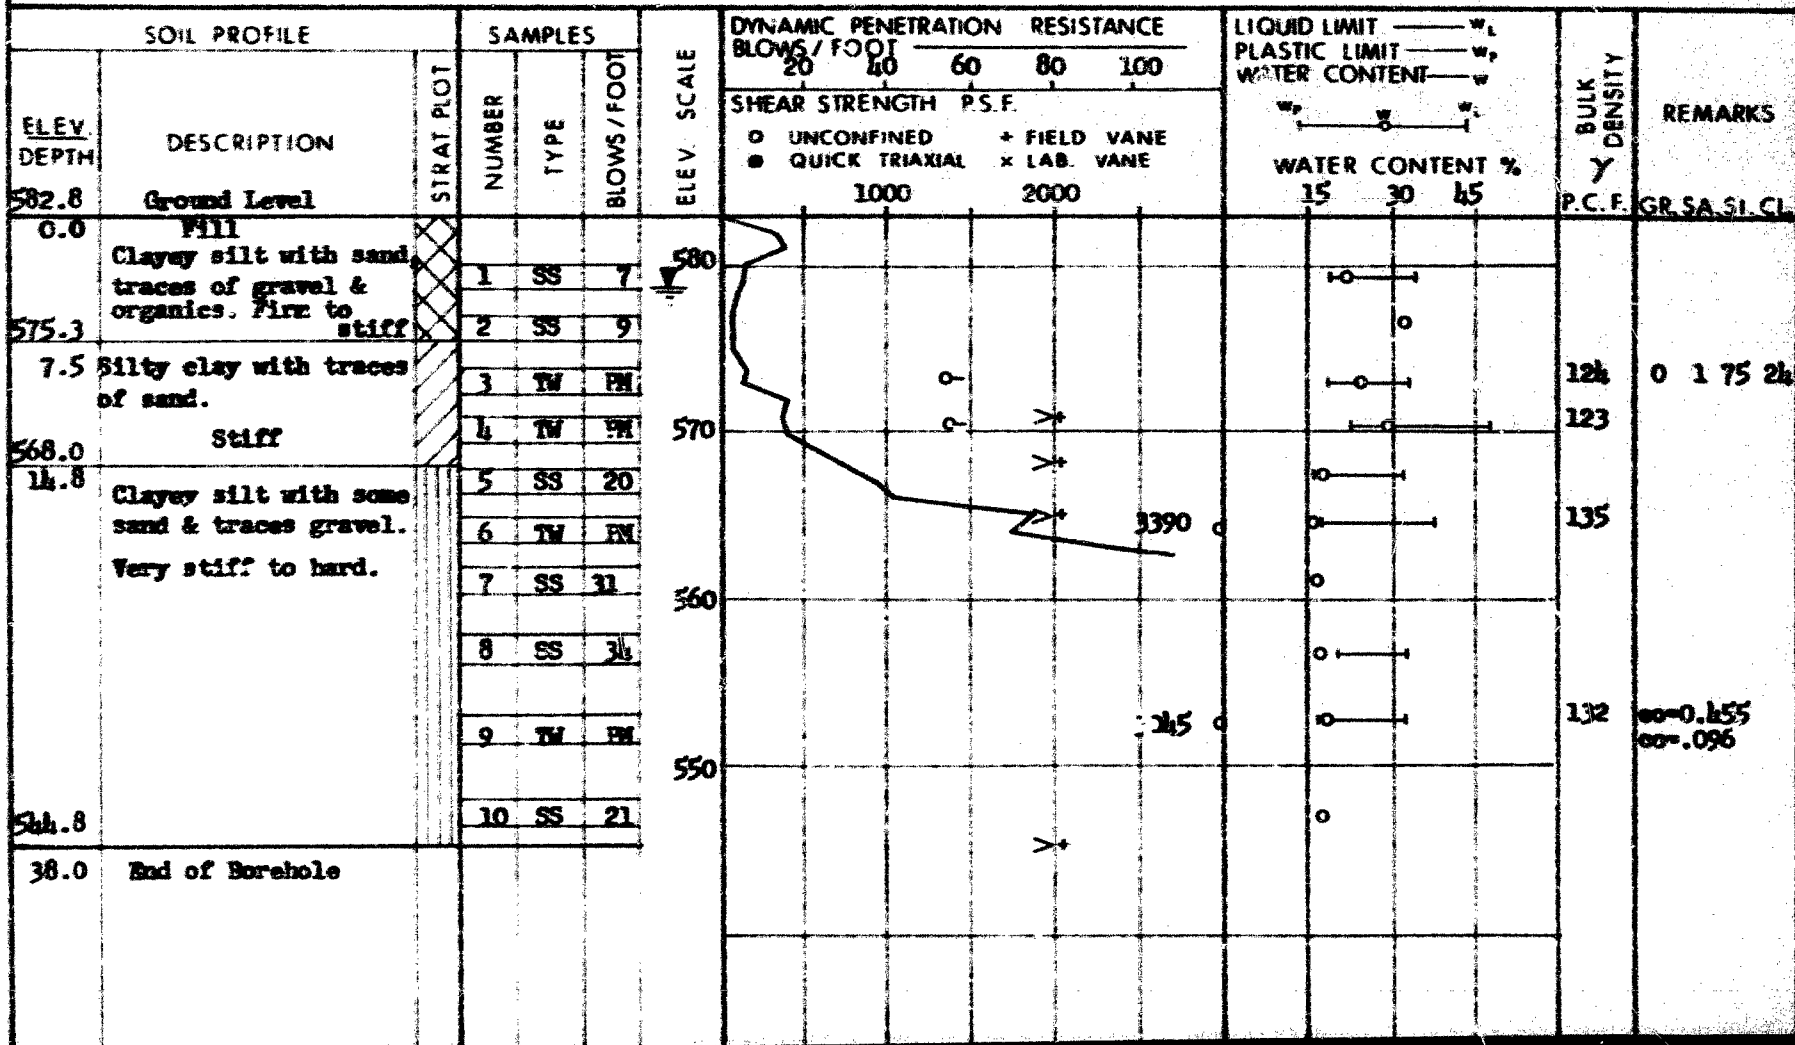 SOIL PROFILE
SAMPLES
ELEV. DEPTH
DESCRIPTION
STRAT PLOT
NUMBER
TYPE
BLOWS/FOOT
ELEV. SCALE
DYNAMIC PENETRATION RESISTANCE
BLOWS/FOOT
20 40 60 80 100
SHEAR STRENGTH P.S.F.
o UNCONFINED + FIELD VANE
● QUICK TRIAXIAL × LAB. VANE
1000 2000
LIQUID LIMIT wL
PLASTIC LIMIT wP
WATER CONTENT w
wP w wL
WATER CONTENT %
15 30 45
BULK DENSITY
γ
P.C.F.
REMARKS
GR. SA. SI. CL.
582.8 Ground Level
0.0 Fill
Clayey silt with sand,
traces of gravel &
organics. Firm to
stiff
575.3
7.5 Silty clay with traces
of sand.
Stiff
568.0
14.8
Clayey silt with some
sand & traces gravel.
Very stiff to hard.
544.8
38.0 End of Borehole
1 SS 7
2 SS 9
3 TW PM
4 TW PM
5 SS 20
6 TW PM
7 SS 31
8 SS 34
9 TW PM
10 SS 21
580
570
560
550
3390
124 0 1 75 24
123
135
132
eo=0.455
cc=.096